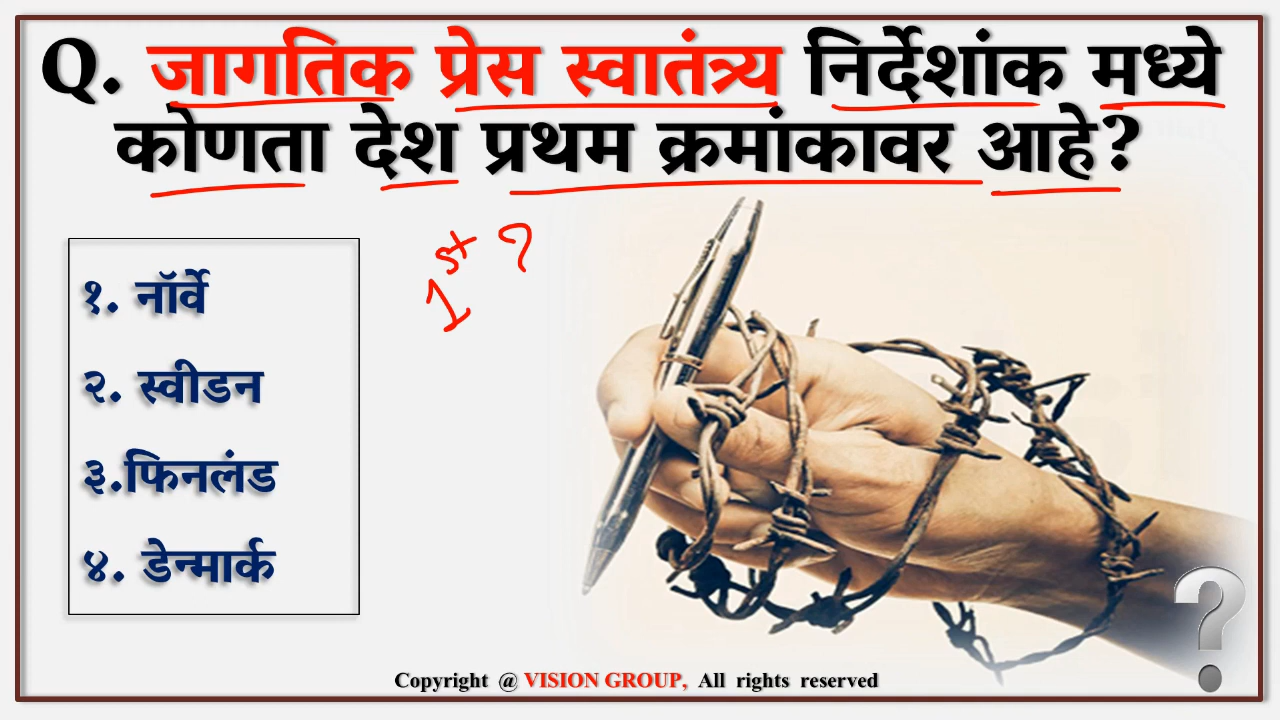 Q. जागतिक प्रेस स्वातंत्र्य निर्देशांक मध्ये
कोणता देश प्रथम क्रमांकावर आहे?
1st ?
१. नॉर्वे
२. स्वीडन
३.फिनलंड
४. डेन्मार्क
Copyright @ VISION GROUP, All rights reserved